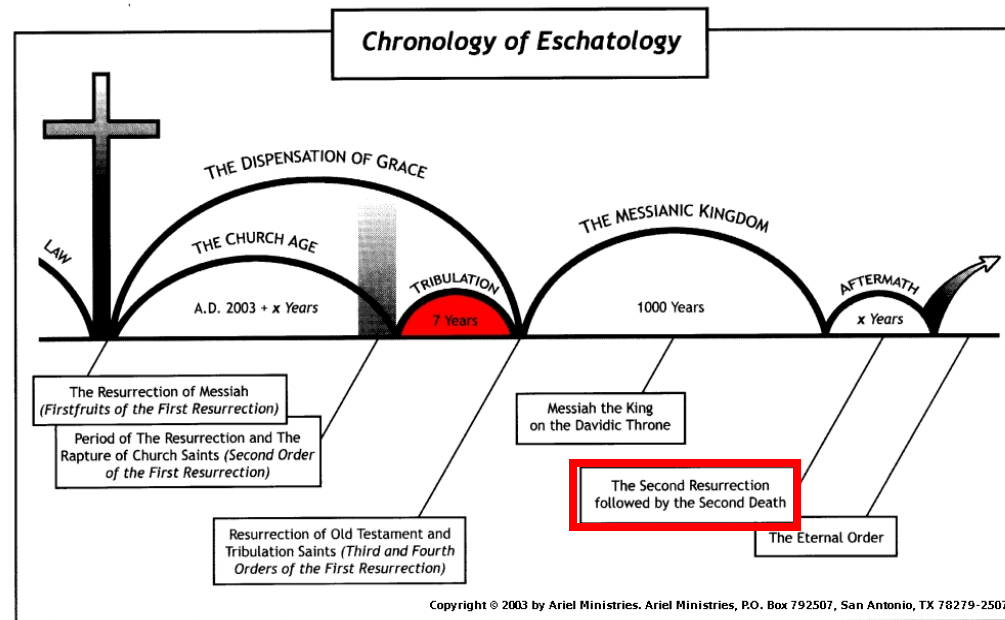 Chronology of Eschatology
THE DISPENSATION OF GRACE
THE MESSIANIC KINGDOM
LAW
THE CHURCH AGE
TRIBULATION
AFTERMATH
A.D. 2003 + x Years
7 Years
1000 Years
x Years
The Resurrection of Messiah
(Firstfruits of the First Resurrection)
Period of The Resurrection and The
Rapture of Church Saints (Second Order
of the First Resurrection)
Resurrection of Old Testament and
Tribulation Saints (Third and Fourth
Orders of the First Resurrection)
Messiah the King
on the Davidic Throne
The Second Resurrection
followed by the Second Death
The Eternal Order
Copyright © 2003 by Ariel Ministries. Ariel Ministries, P.O. Box 792507, San Antonio, TX 78279-2507